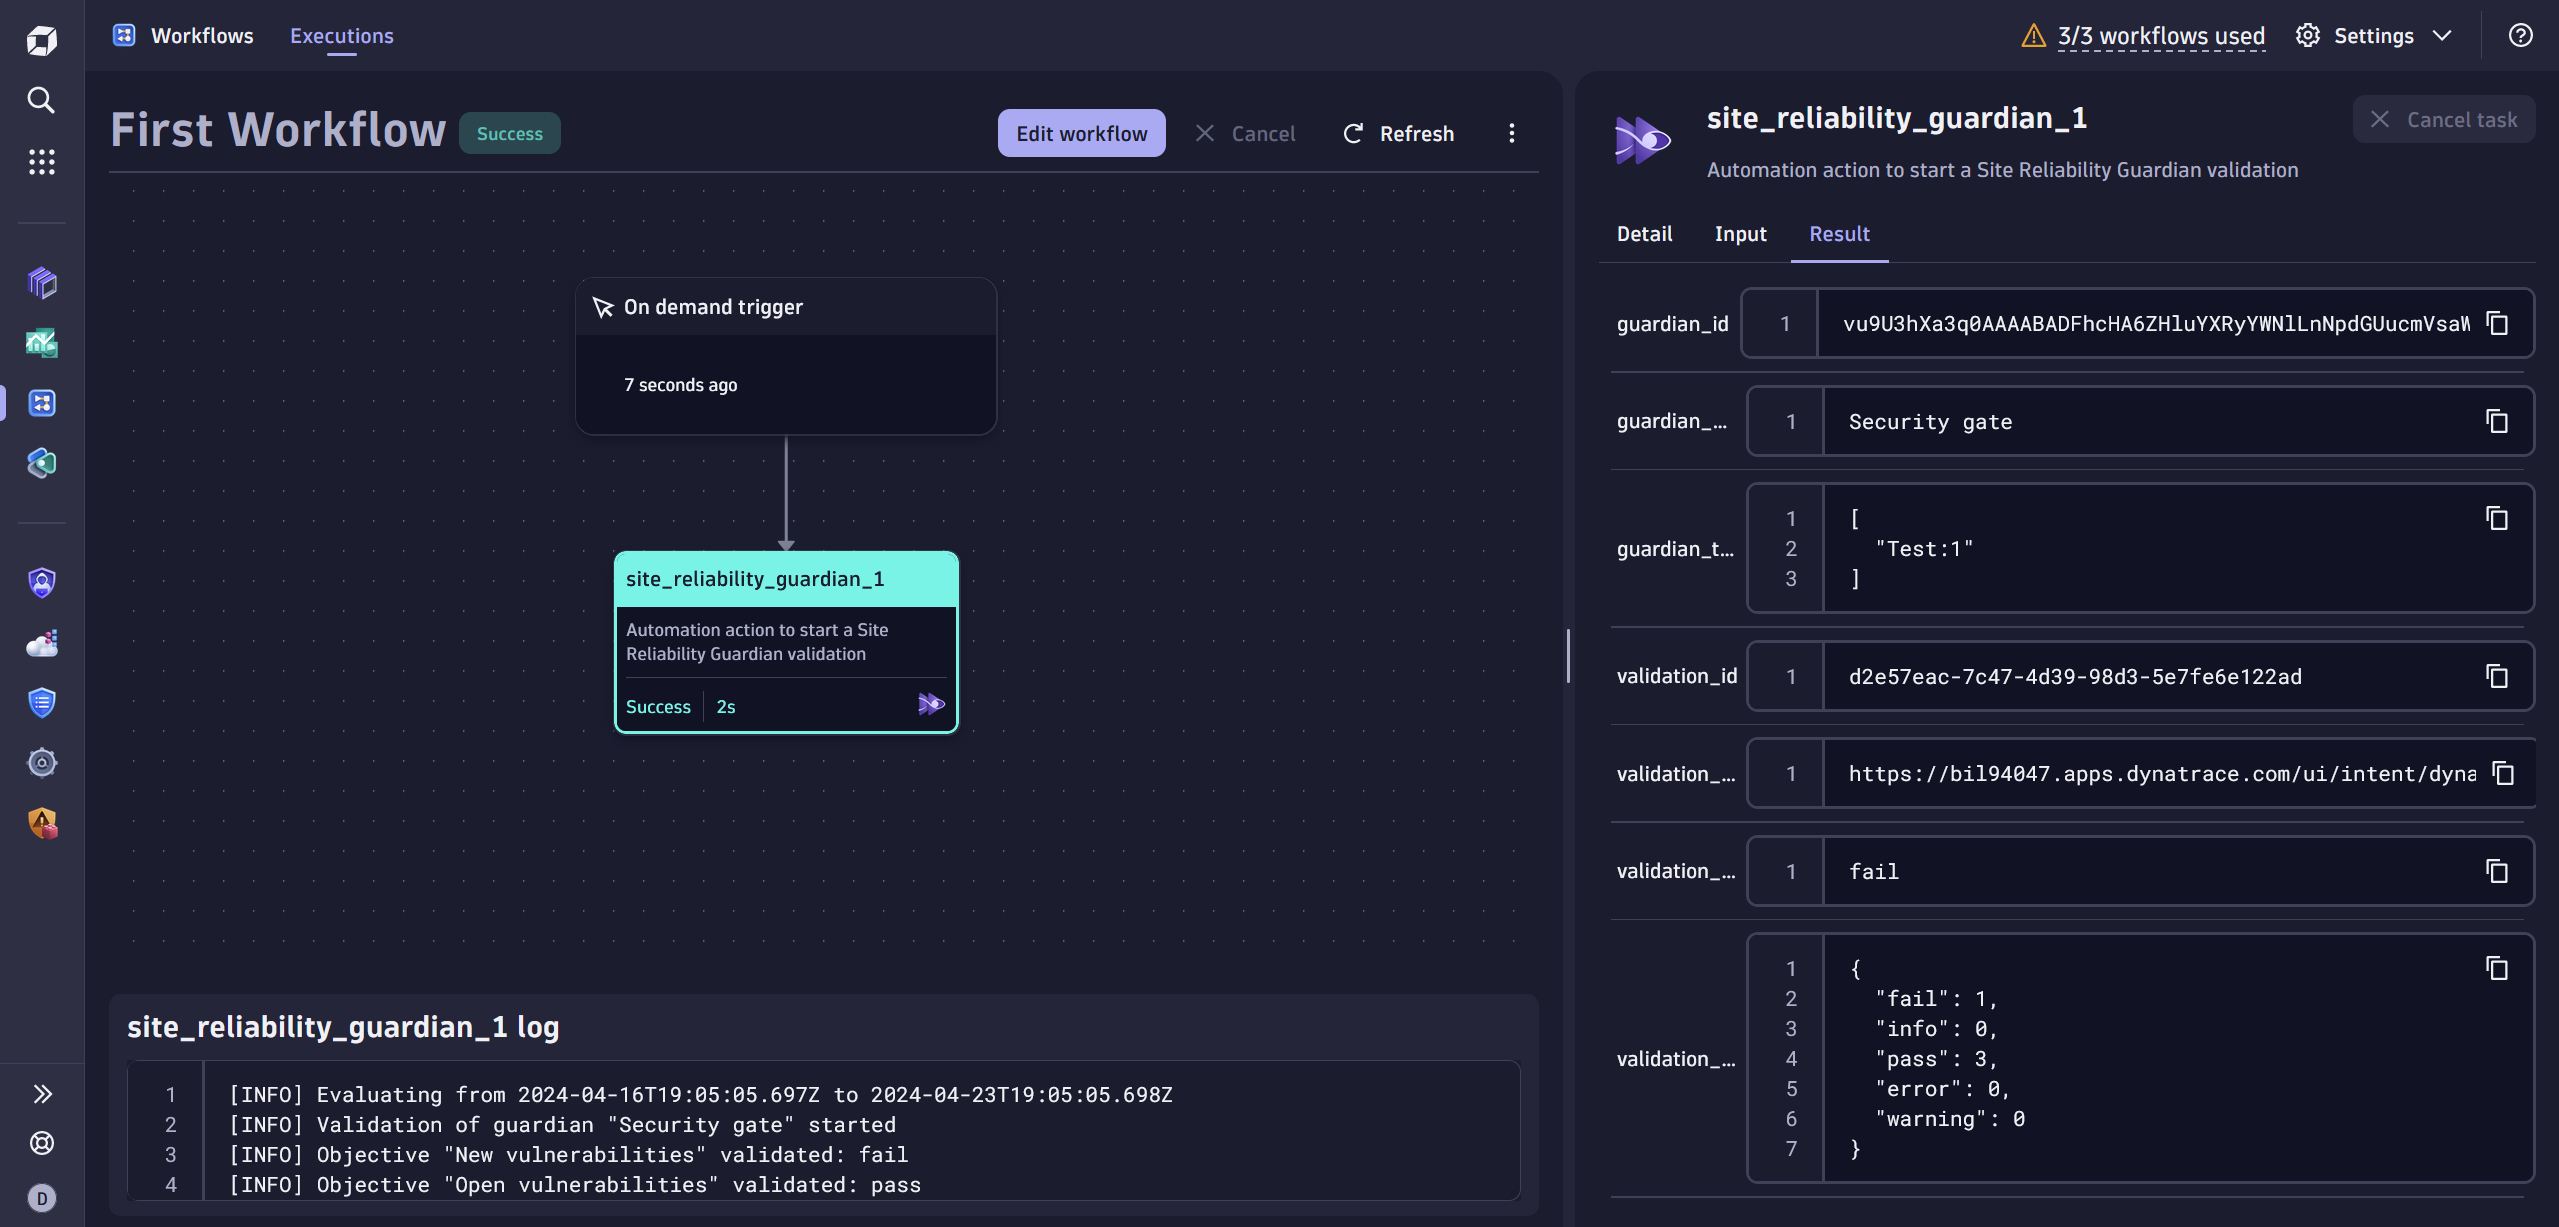 Workflows
Executions
3/3 workflows used
Settings
First Workflow
Success
Edit workflow
Cancel
Refresh
On demand trigger
7 seconds ago
site_reliability_guardian_1
Automation action to start a Site
Reliability Guardian validation
Success
2s
site_reliability_guardian_1 log
1 [INFO] Evaluating from 2024-04-16T19:05:05.697Z to 2024-04-23T19:05:05.698Z
2 [INFO] Validation of guardian "Security gate" started
3 [INFO] Objective "New vulnerabilities" validated: fail
4 [INFO] Objective "Open vulnerabilities" validated: pass
D
site_reliability_guardian_1
Cancel task
Automation action to start a Site Reliability Guardian validation
Detail
Input
Result
guardian_id
1 vu9U3hXa3q0AAAABADFhcHA6ZHluYXRyYWNlLnNpdGUucmVsaW
guardian_...
1 Security gate
guardian_t...
1 [
2 "Test:1"
3 ]
validation_id
1 d2e57eac-7c47-4d39-98d3-5e7fe6e122ad
validation_...
1 https://bil94047.apps.dynatrace.com/ui/intent/dyna
validation_...
1 fail
validation_...
1 {
2 "fail": 1,
3 "info": 0,
4 "pass": 3,
5 "error": 0,
6 "warning": 0
7 }